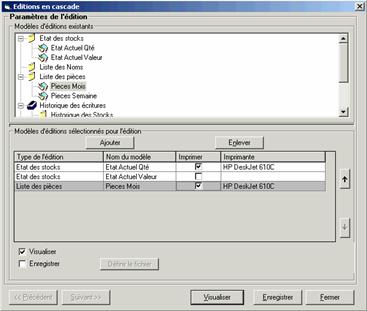 Editions en cascade
Paramètres de l'édition
Modèles d'éditions existants
Etat des stocks
Etat Actuel Qté
Etat Actuel Valeur
Liste des Noms
Liste des pièces
Pieces Mois
Pieces Semaine
Historique des écritures
Historique des Stocks
Modèles d'éditions sélectionnés pour l'édition
Ajouter Enlever
Type de l'édition Nom du modèle Imprimer Imprimante
Etat des stocks Etat Actuel Qté HP DeskJet 610C
Etat des stocks Etat Actuel Valeur
Liste des pièces Pieces Mois HP DeskJet 610C
Visualiser
Enregistrer Définir le fichier
<< Précédent Suivant >> Visualiser Enregistrer Fermer